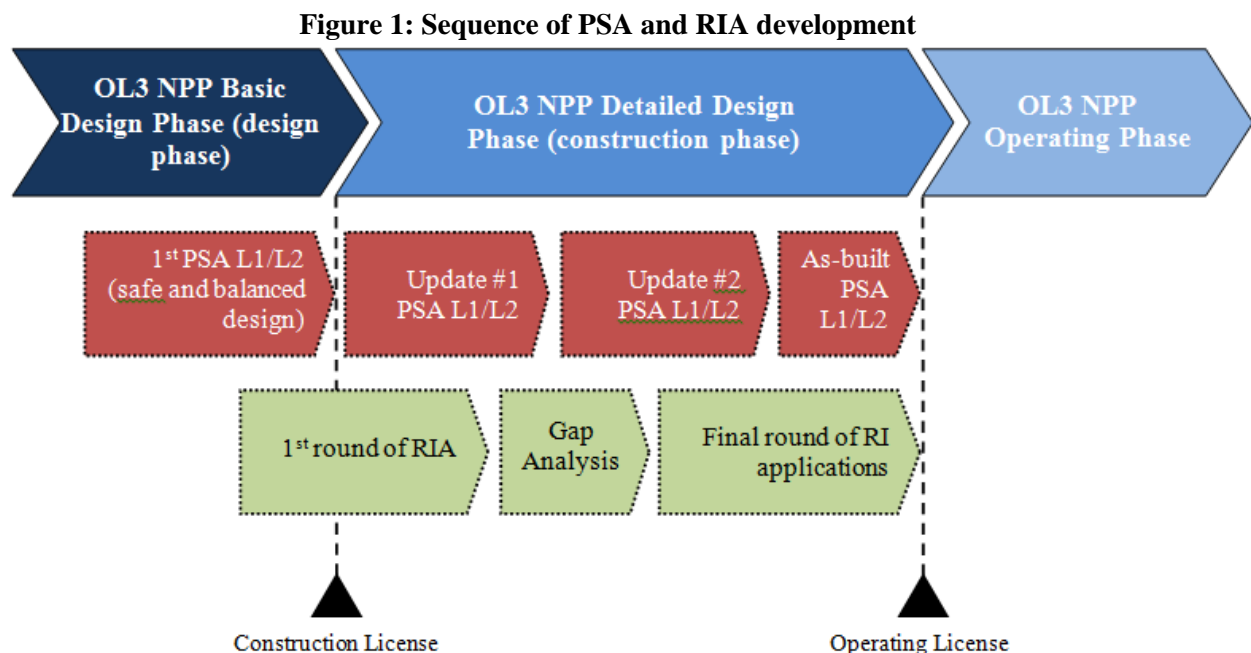 Figure 1: Sequence of PSA and RIA development
OL3 NPP Basic
Design Phase (design
phase)
OL3 NPP Detailed Design
Phase (construction phase)
OL3 NPP
Operating Phase
1st PSA L1/L2
(safe and balanced
design)
Update #1
PSA L1/L2
Update #2
PSA L1/L2
As-built
PSA
L1/L2
1st round of RIA
Gap
Analysis
Final round of RI
applications
Construction License
Operating License